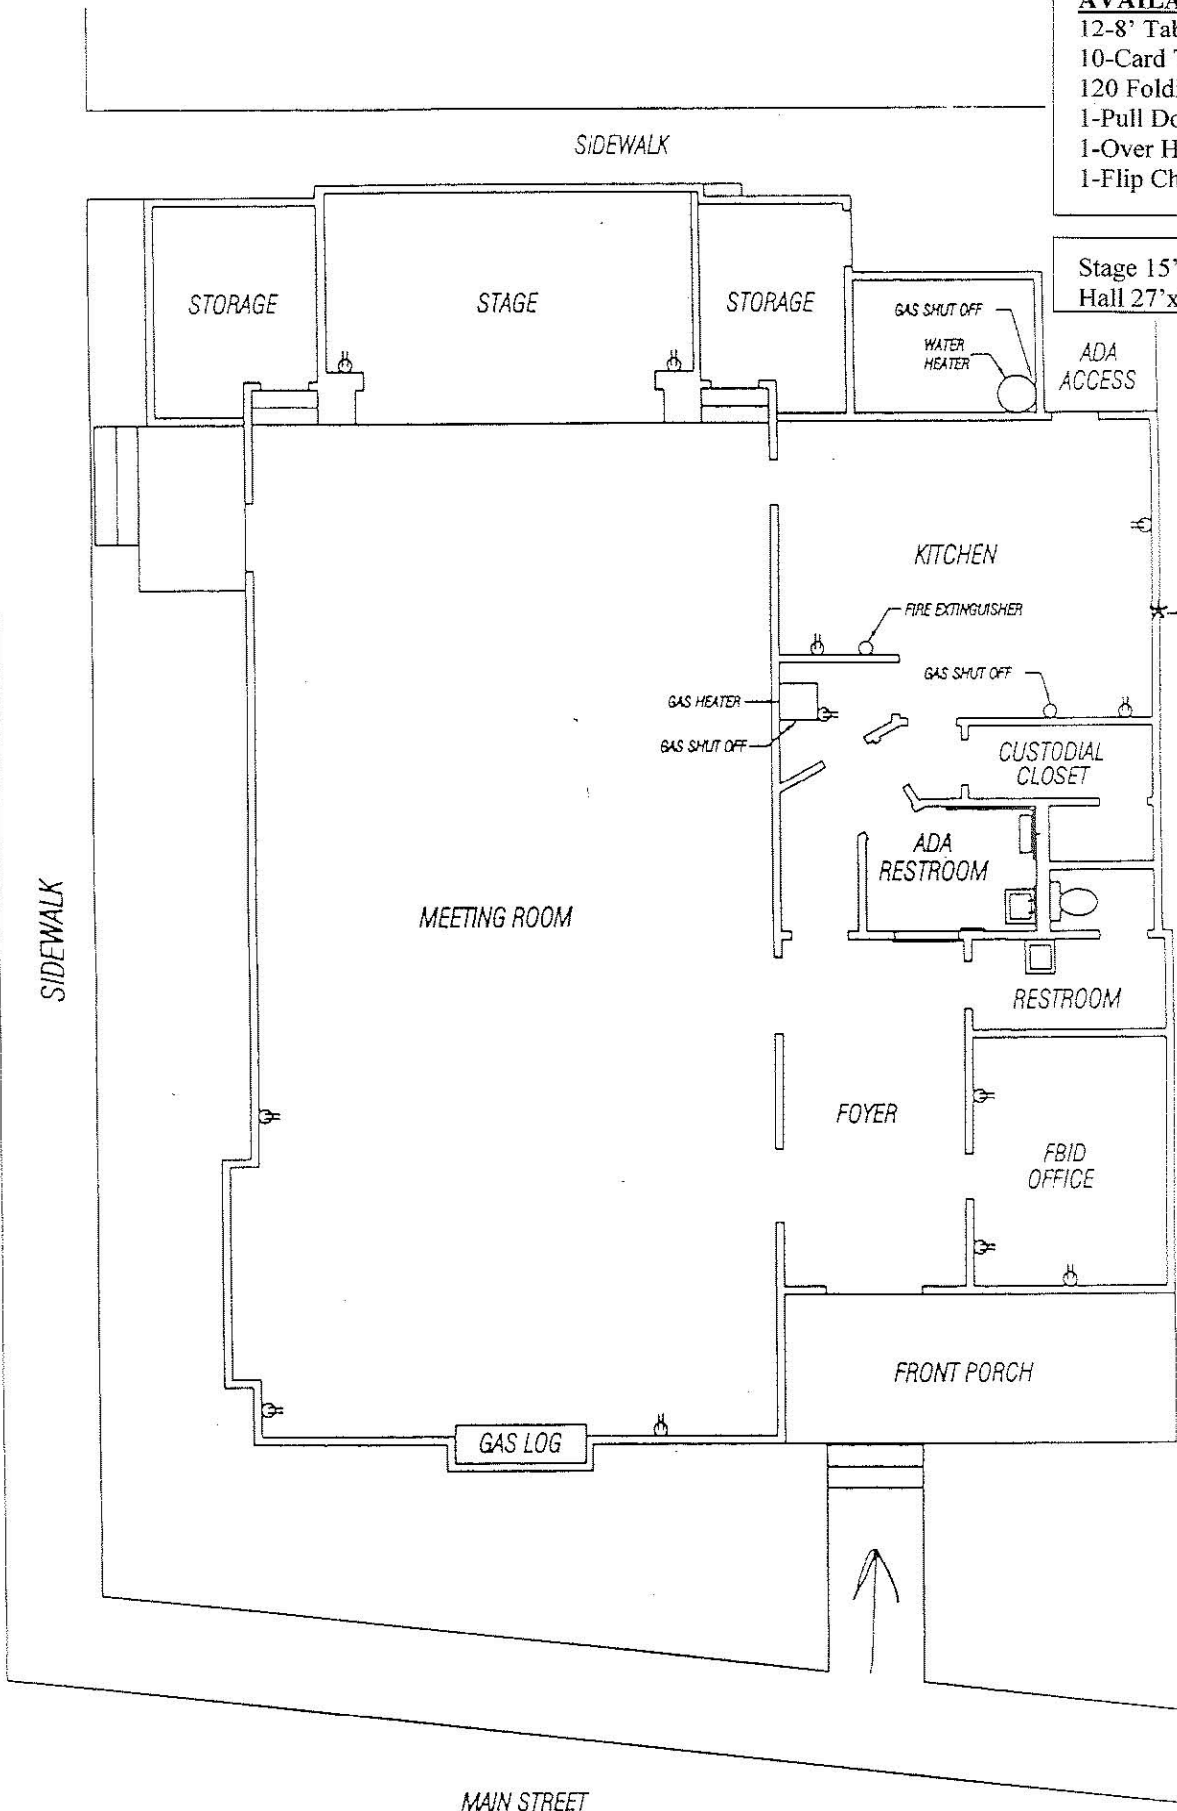 AVAILA
12-8' Tab
10-Card T
120 Foldi
1-Pull Do
1-Over H
1-Flip Ch
SIDEWALK
Stage 15'
Hall 27'x
STORAGE
STAGE
STORAGE
GAS SHUT OFF
WATER
HEATER
ADA
ACCESS
KITCHEN
FIRE EXTINGUISHER
GAS SHUT OFF
GAS HEATER
GAS SHUT OFF
CUSTODIAL
CLOSET
ADA
RESTROOM
SIDEWALK
MEETING ROOM
RESTROOM
FOYER
FBID
OFFICE
FRONT PORCH
GAS LOG
MAIN STREET